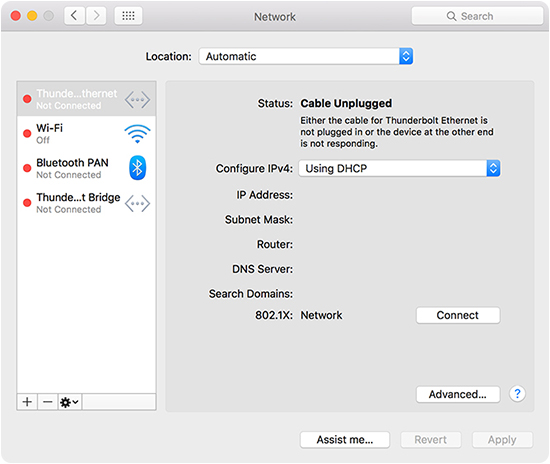 Network
Search
Location: Automatic
Thunde...thernet
Not Connected
Wi-Fi
Off
Bluetooth PAN
Not Connected
Thunde...t Bridge
Not Connected
Status: Cable Unplugged
Either the cable for Thunderbolt Ethernet is
not plugged in or the device at the other end
is not responding.
Configure IPv4: Using DHCP
IP Address:
Subnet Mask:
Router:
DNS Server:
Search Domains:
802.1X: Network Connect
Advanced... ?
Assist me... Revert Apply